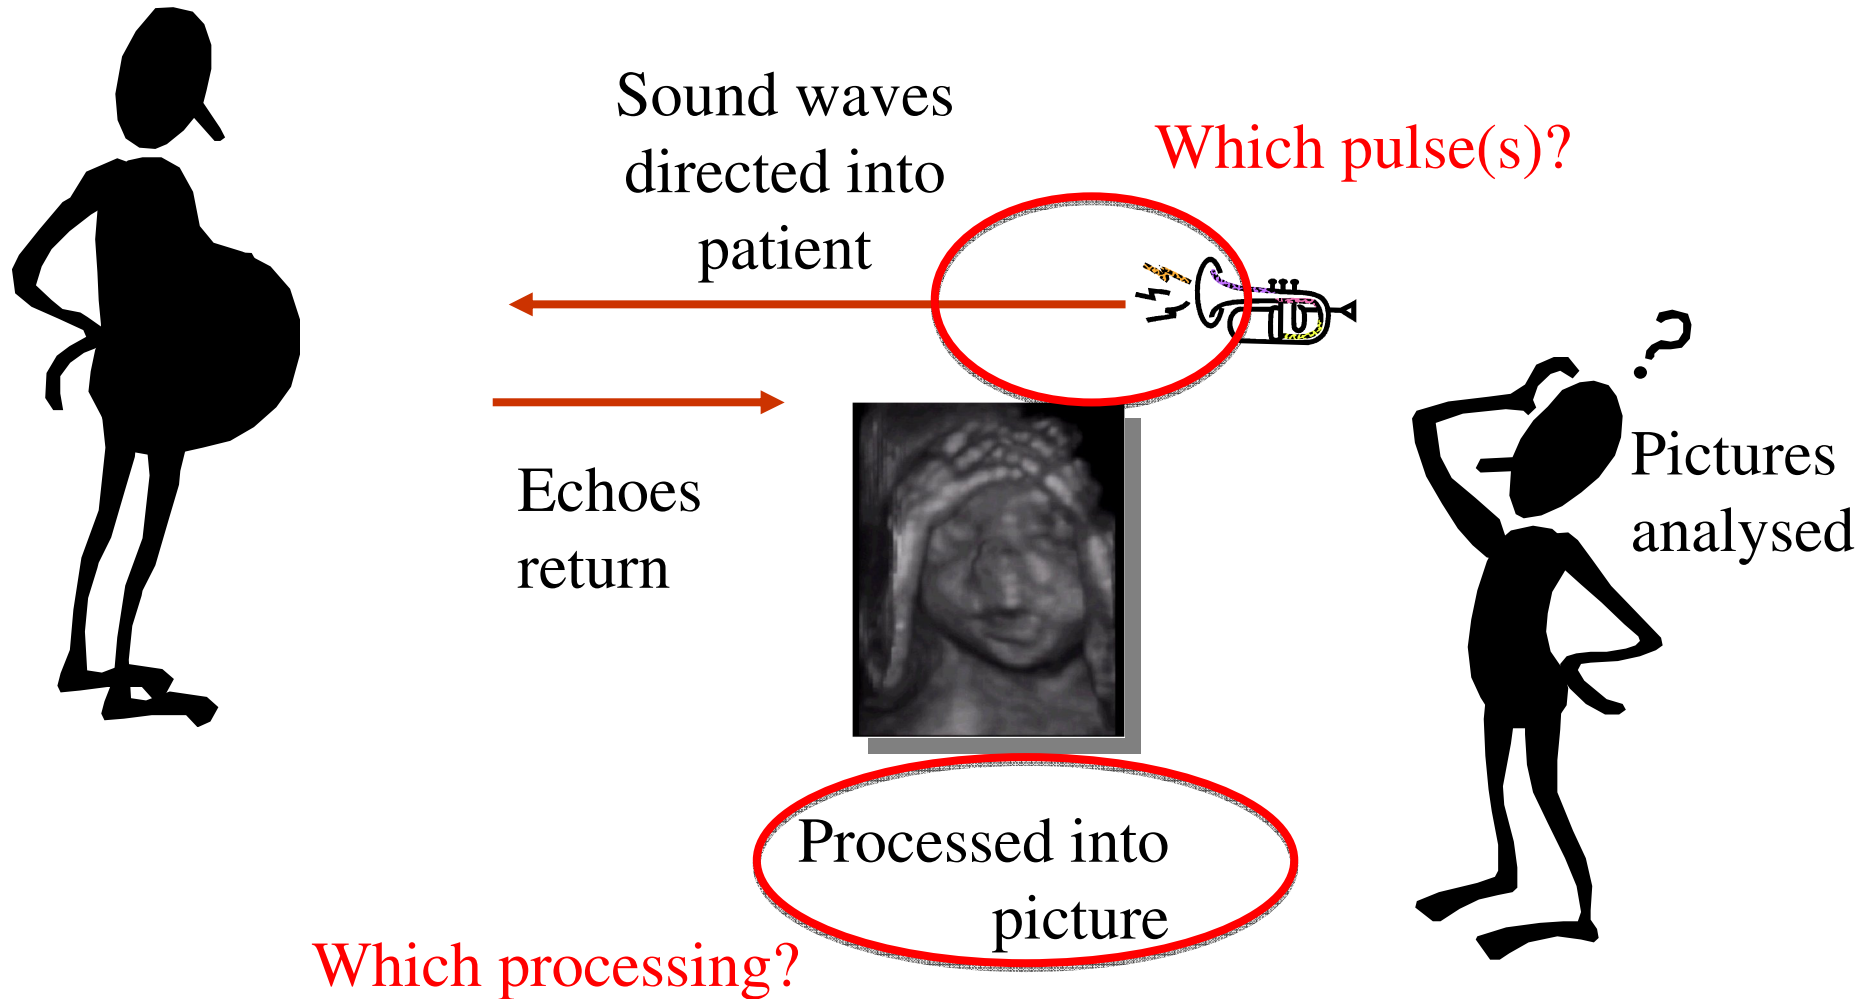 Sound waves
directed into
patient
Which pulse(s)?
Echoes
return
?
Pictures
analysed
Processed into
picture
Which processing?